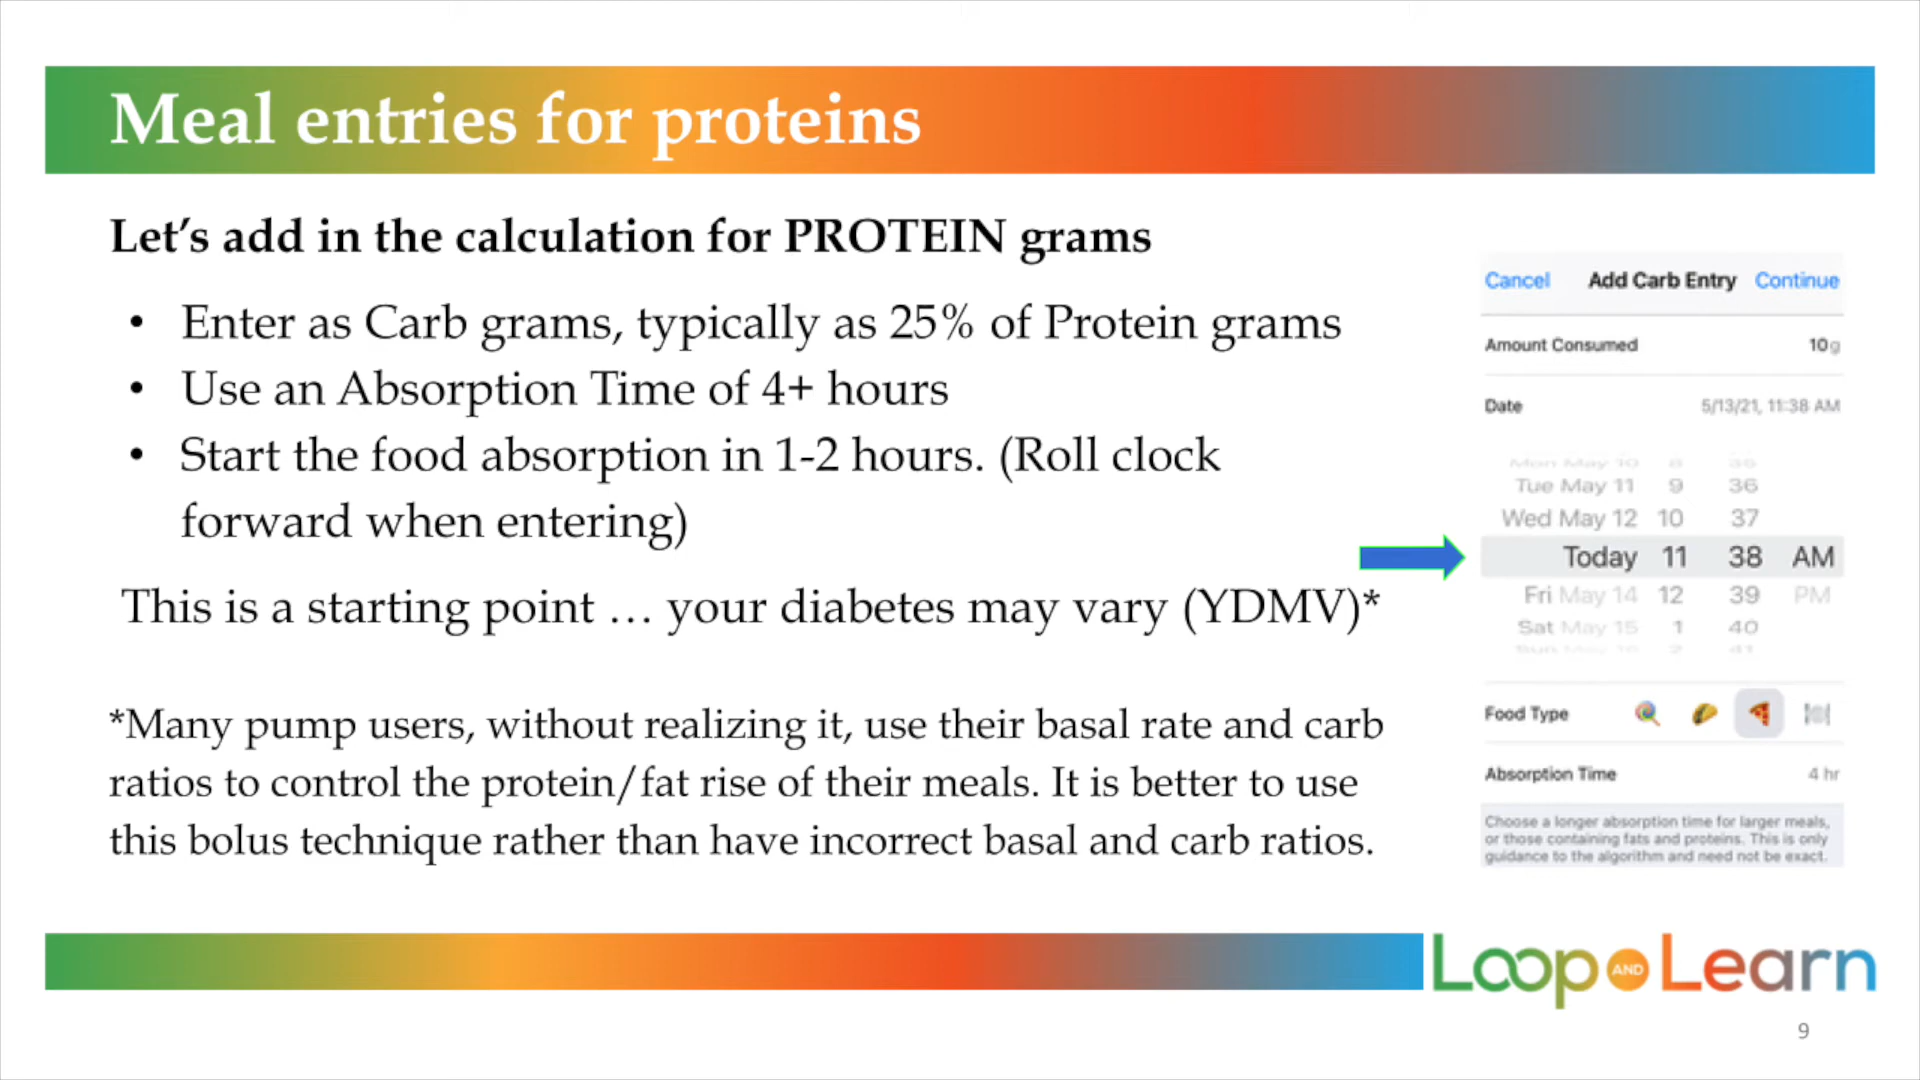 Meal entries for proteins
Let's add in the calculation for PROTEIN grams
• Enter as Carb grams, typically as 25% of Protein grams
• Use an Absorption Time of 4+ hours
• Start the food absorption in 1-2 hours. (Roll clock
forward when entering)
This is a starting point … your diabetes may vary (YDMV)*
*Many pump users, without realizing it, use their basal rate and carb
ratios to control the protein/fat rise of their meals. It is better to use
this bolus technique rather than have incorrect basal and carb ratios.
Cancel Add Carb Entry Continue
Amount Consumed 10 g
Date 5/13/21, 11:38 AM
Mon May 10 8 35
Tue May 11 9 36
Wed May 12 10 37
Today 11 38 AM
Fri May 14 12 39 PM
Sat May 15 1 40
Sun May 16 2 41
Food Type
Absorption Time 4 hr
Choose a longer absorption time for larger meals,
or those containing fats and proteins. This is only
guidance to the algorithm and need not be exact.
Loop AND Learn
9